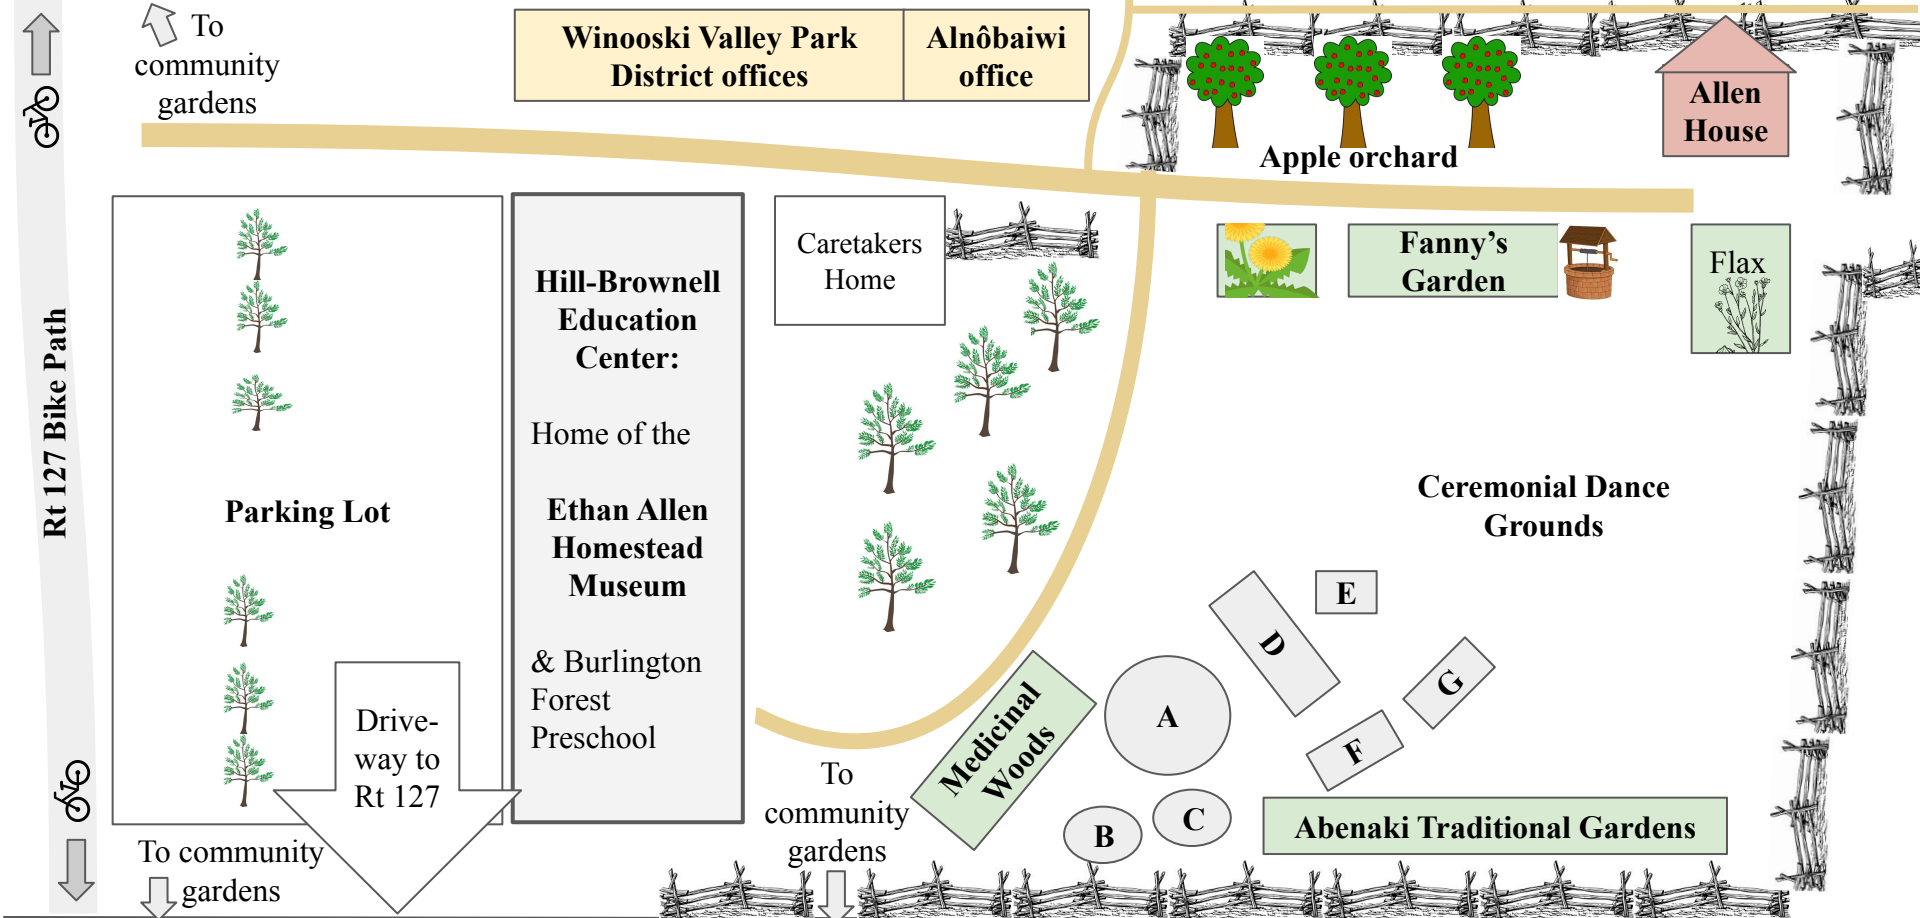 To
community
gardens
Winooski Valley Park
District offices
Alnôbaiwi
office
Allen
House
Apple orchard
Rt 127 Bike Path
Parking Lot
Drive-
way to
Rt 127
Hill-Brownell
Education
Center:
Home of the
Ethan Allen
Homestead
Museum
& Burlington
Forest
Preschool
Caretakers
Home
Fanny’s
Garden
Flax
Ceremonial Dance
Grounds
Medicinal
Woods
A
B
C
D
E
F
G
Abenaki Traditional Gardens
To community
gardens
To
community
gardens